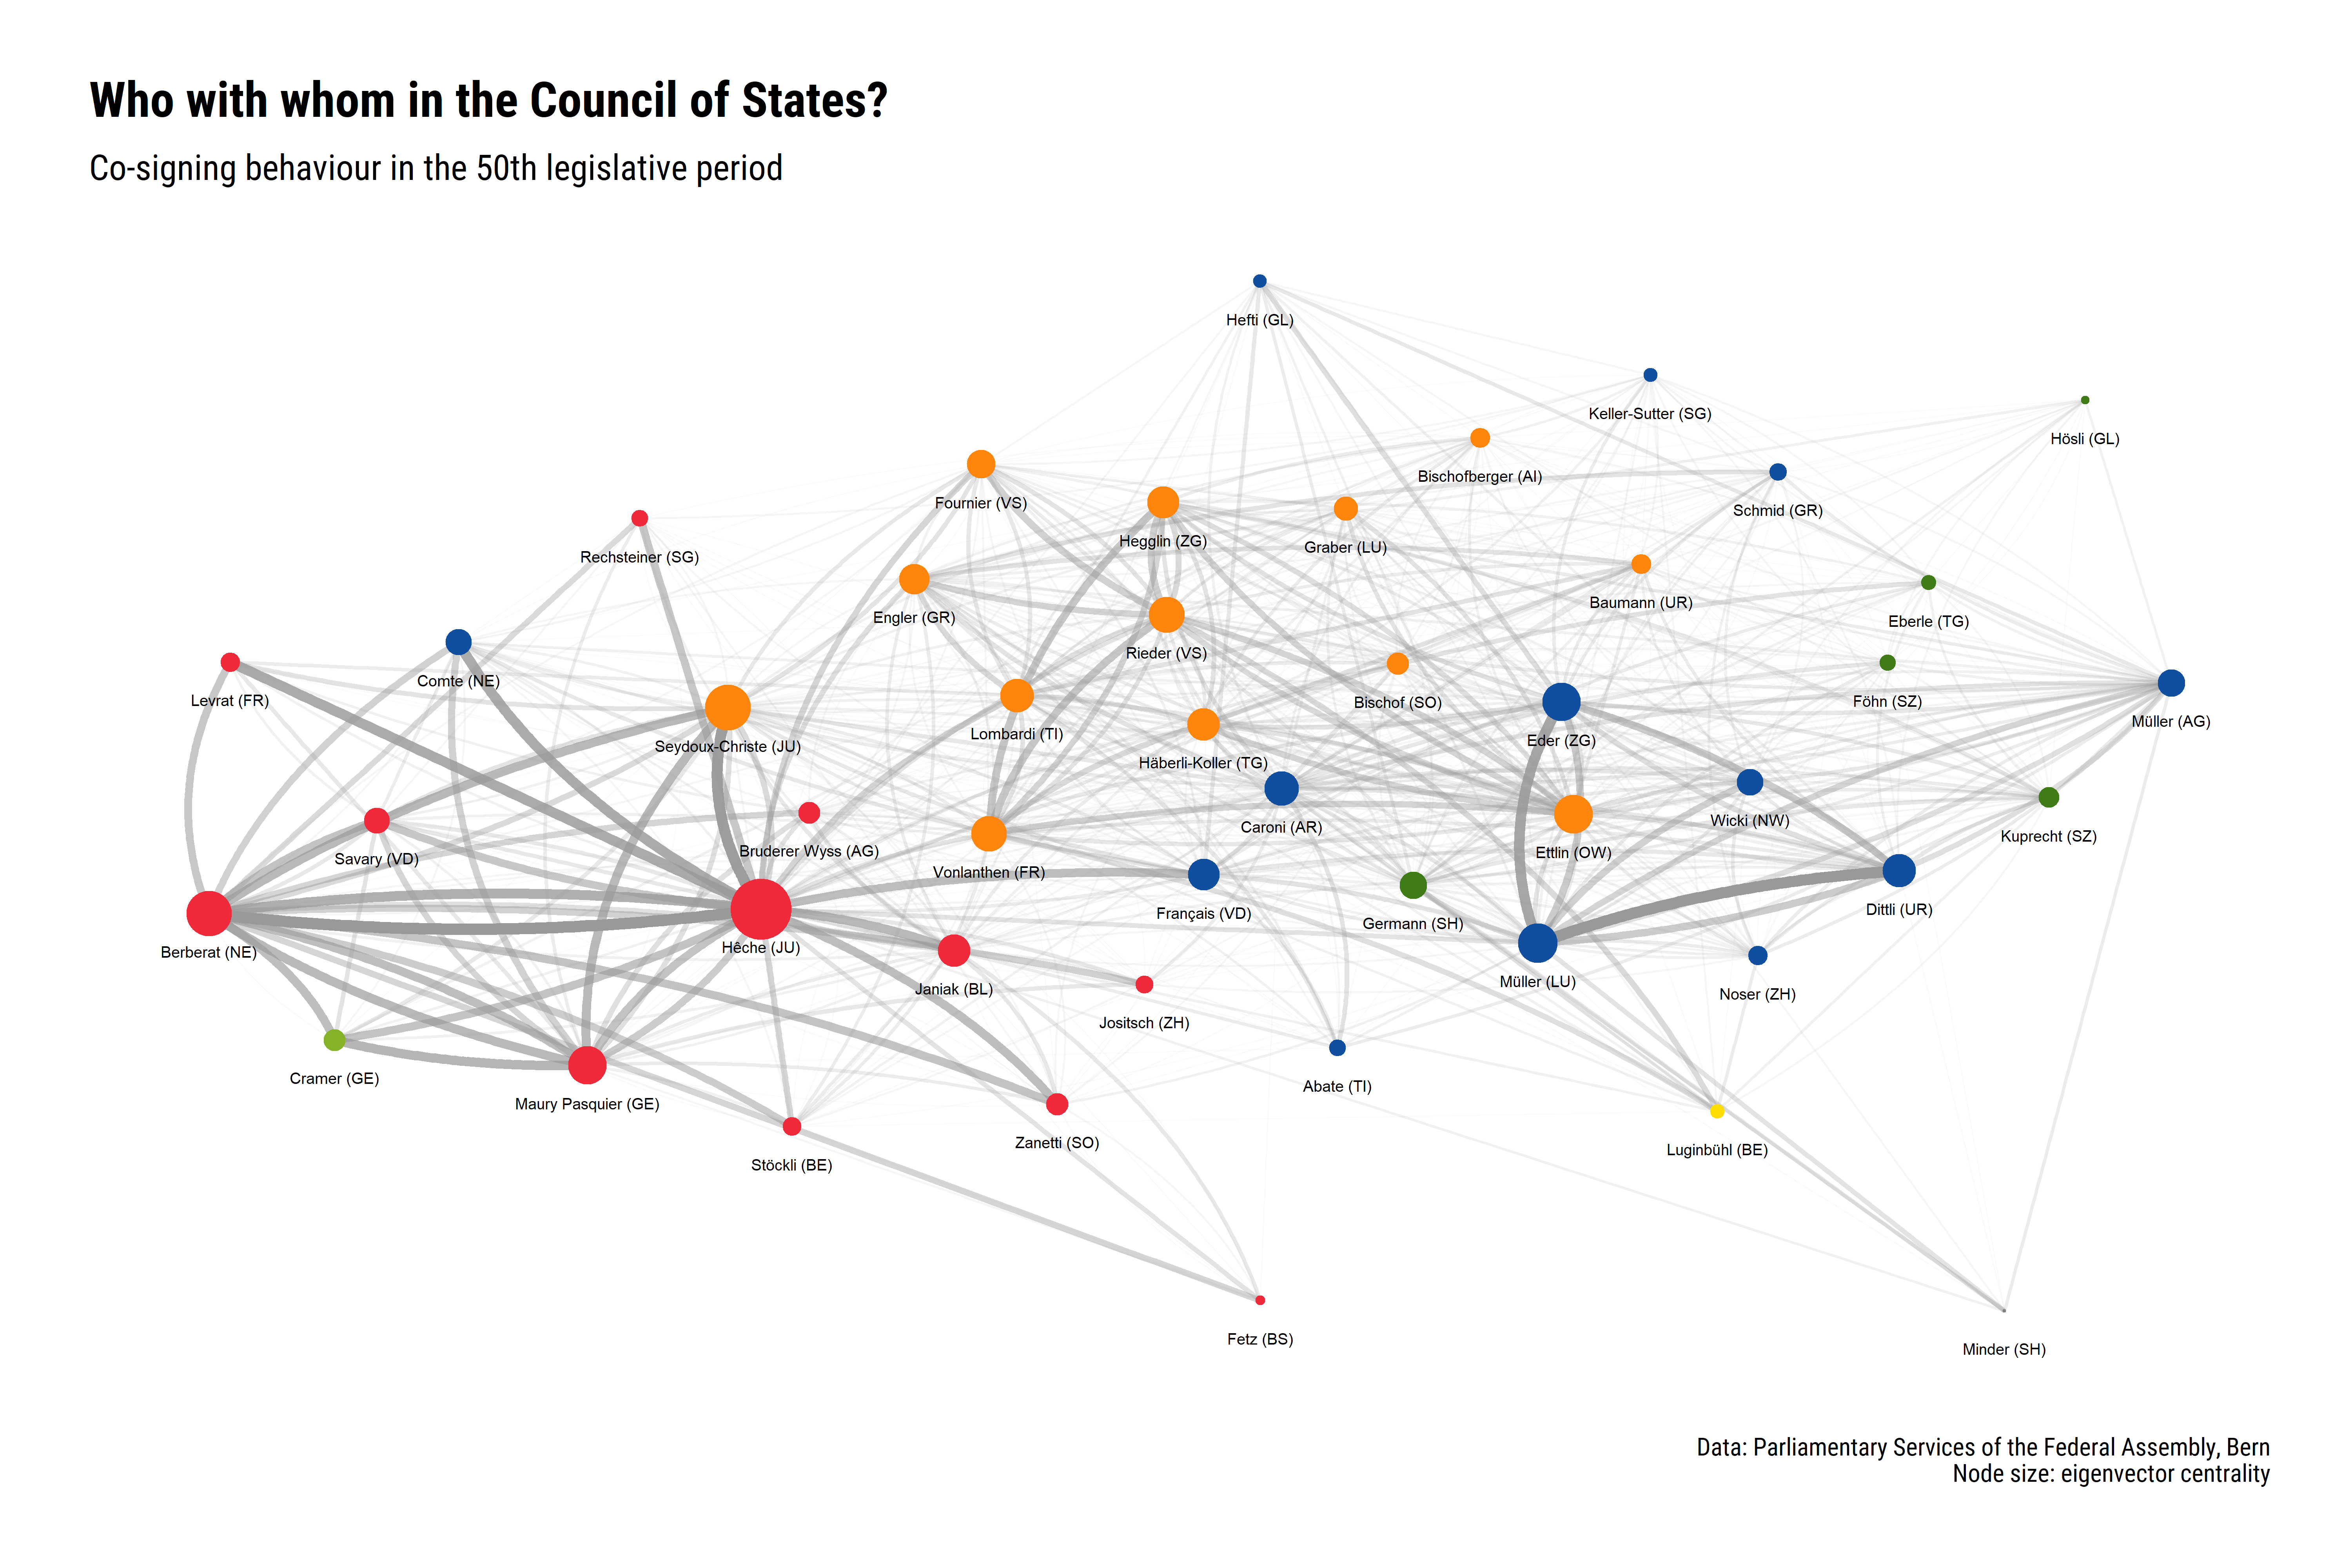 Who with whom in the Council of States?
Co-signing behaviour in the 50th legislative period
Hefti (GL)
Keller-Sutter (SG)
Hösli (GL)
Bischofberger (AI)
Fournier (VS)
Schmid (GR)
Hegglin (ZG)
Graber (LU)
Rechsteiner (SG)
Baumann (UR)
Engler (GR)
Eberle (TG)
Rieder (VS)
Comte (NE)
Levrat (FR)
Bischof (SO)
Föhn (SZ)
Müller (AG)
Lombardi (TI)
Eder (ZG)
Seydoux-Christe (JU)
Häberli-Koller (TG)
Wicki (NW)
Caroni (AR)
Kuprecht (SZ)
Bruderer Wyss (AG)
Ettlin (OW)
Savary (VD)
Vonlanthen (FR)
Dittli (UR)
Français (VD)
Germann (SH)
Hêche (JU)
Berberat (NE)
Müller (LU)
Janiak (BL)
Noser (ZH)
Jositsch (ZH)
Cramer (GE)
Abate (TI)
Maury Pasquier (GE)
Zanetti (SO)
Luginbühl (BE)
Stöckli (BE)
Fetz (BS)
Minder (SH)
Data: Parliamentary Services of the Federal Assembly, Bern
Node size: eigenvector centrality